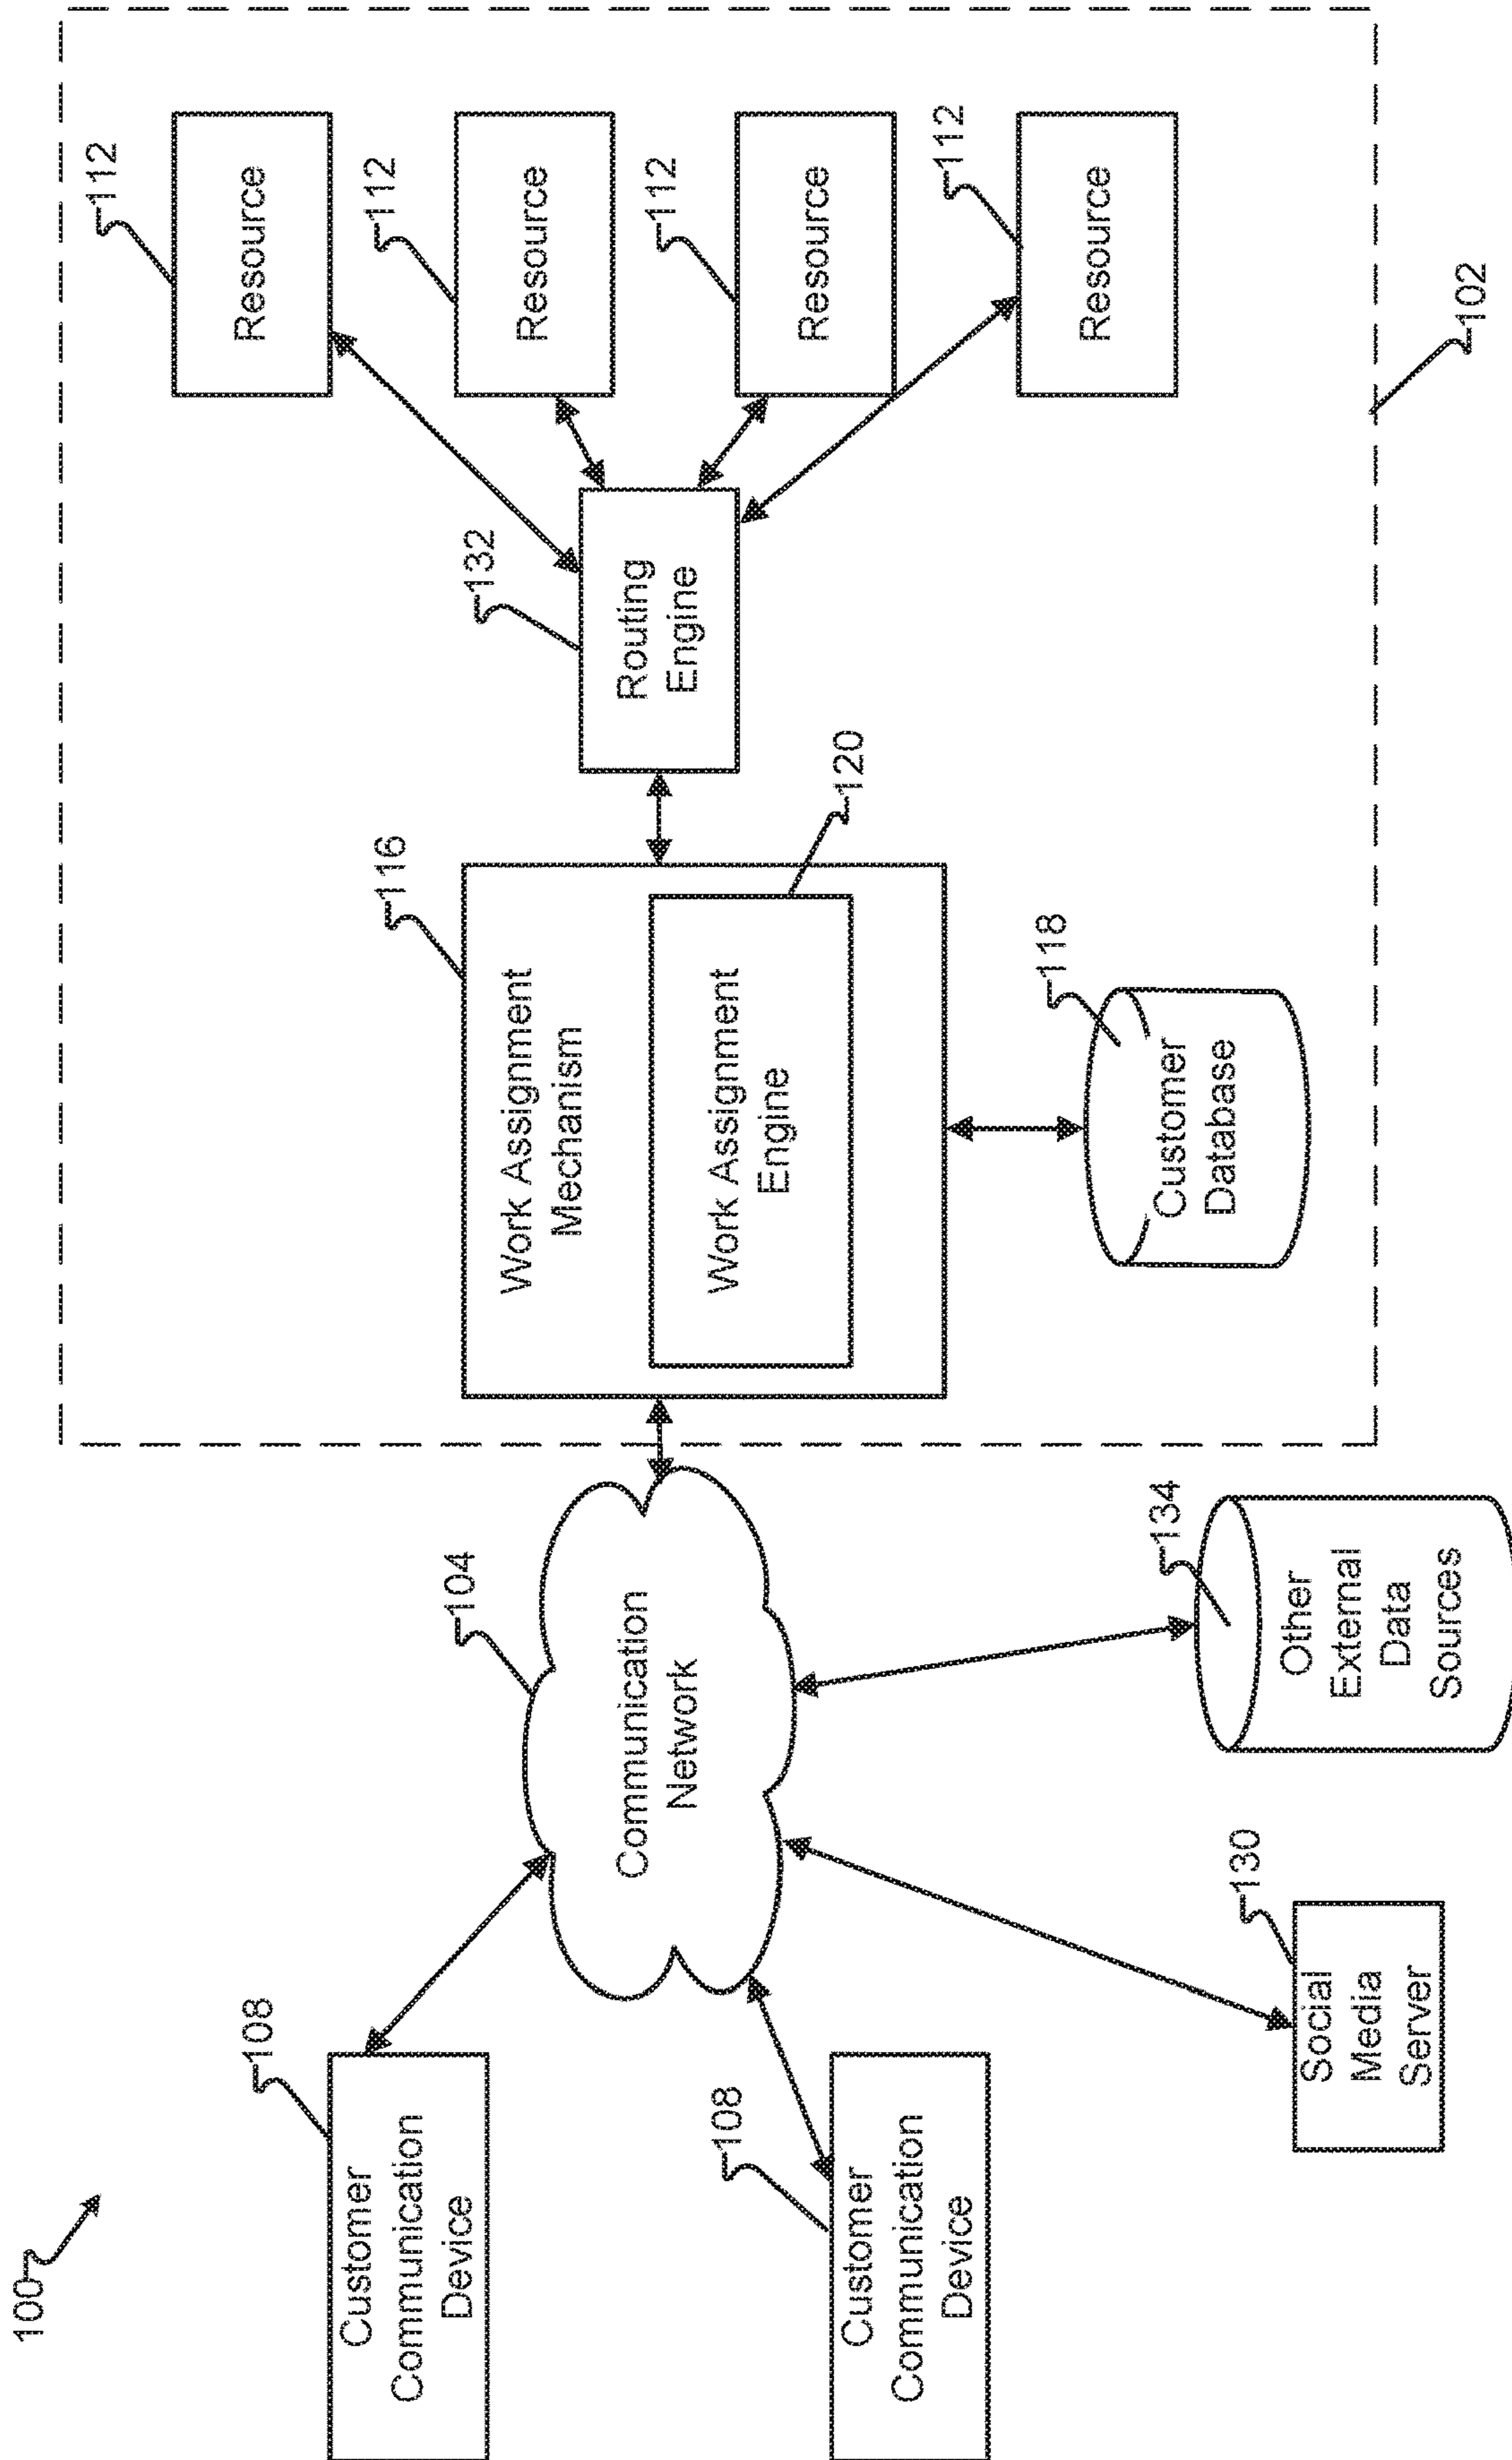 100
108
Customer
Communication
Device
108
Customer
Communication
Device
104
Communication
Network
130
Social
Media
Server
134
Other
External
Data
Sources
116
Work Assignment
Mechanism
120
Work Assignment
Engine
118
Customer
Database
132
Routing
Engine
112
Resource
112
Resource
112
Resource
112
Resource
102